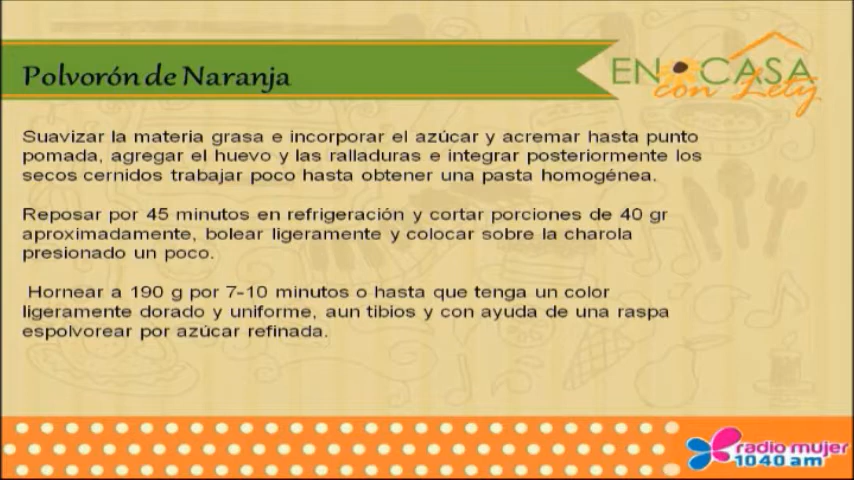 Polvorón de Naranja
EN CASA
con Lety
Suavizar la materia grasa e incorporar el azúcar y acremar hasta punto
pomada, agregar el huevo y las ralladuras e integrar posteriormente los
secos cernidos trabajar poco hasta obtener una pasta homogénea.
Reposar por 45 minutos en refrigeración y cortar porciones de 40 gr
aproximadamente, bolear ligeramente y colocar sobre la charola
presionado un poco.
Hornear a 190 g por 7-10 minutos o hasta que tenga un color
ligeramente dorado y uniforme, aun tibios y con ayuda de una raspa
espolvorear por azúcar refinada.
radio mujer
1040 am